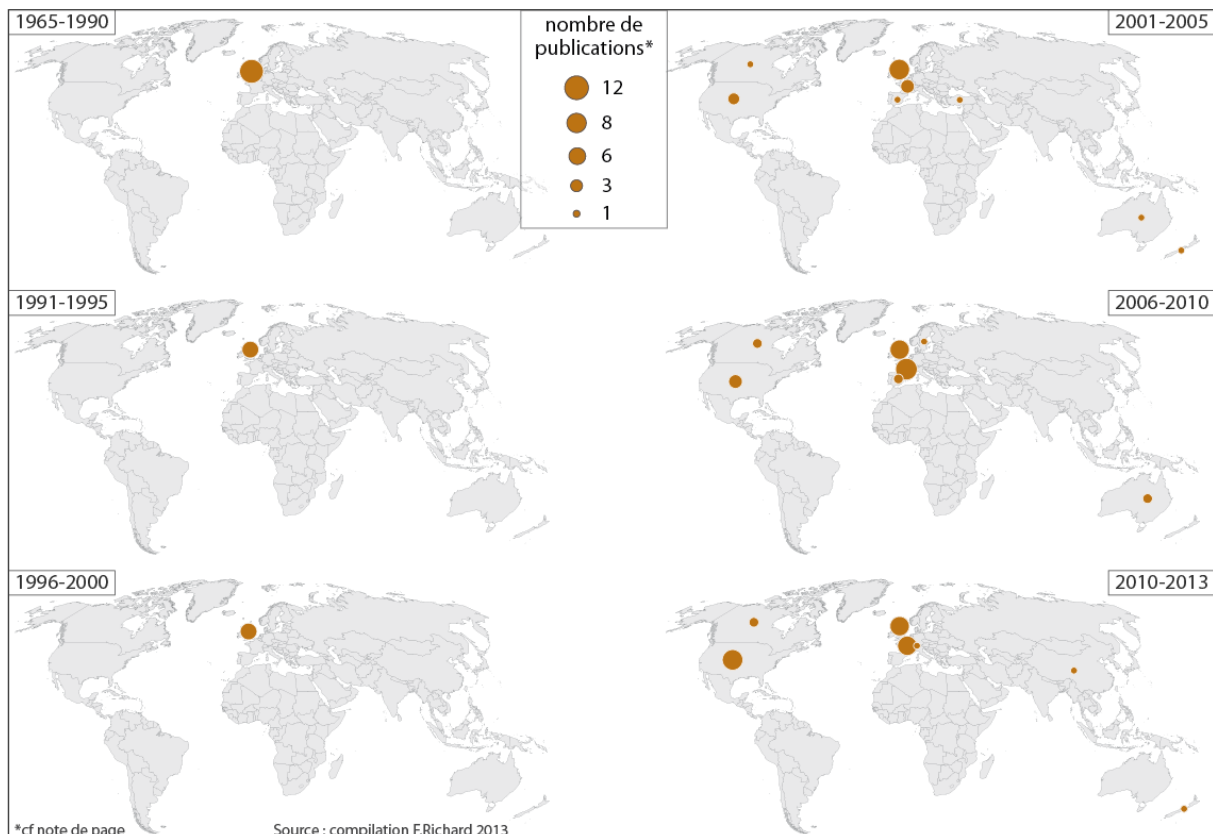 1965-1990
nombre de
publications*
12
8
6
3
1
2001-2005
1991-1995
2006-2010
1996-2000
2010-2013
*cf note de page
Source : compilation F.Richard 2013